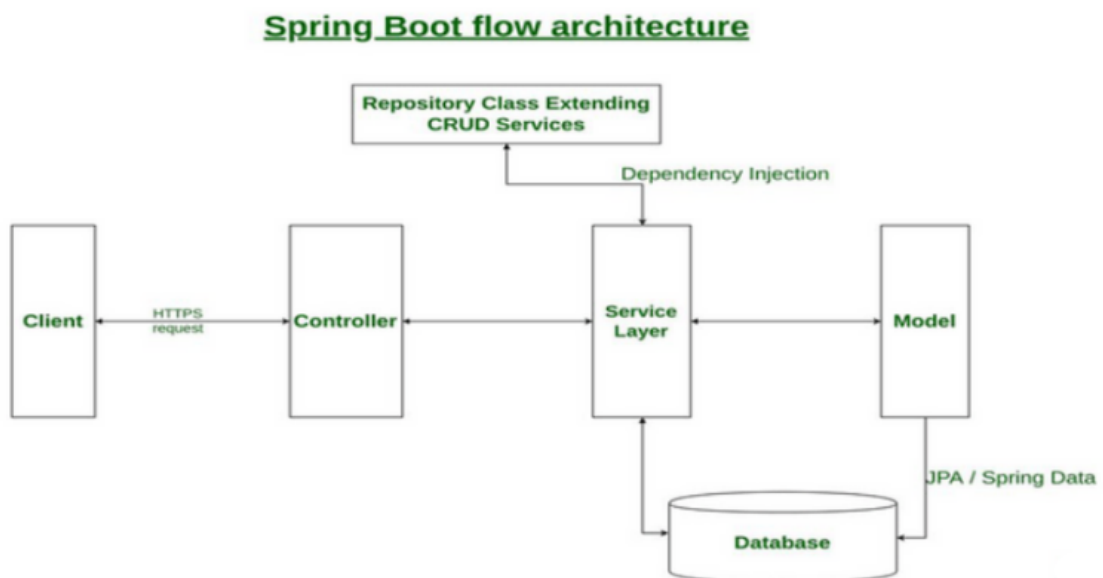 Spring Boot flow architecture
Repository Class Extending
CRUD Services
Dependency Injection
Client
HTTPS
request
Controller
Service
Layer
Model
JPA / Spring Data
Database